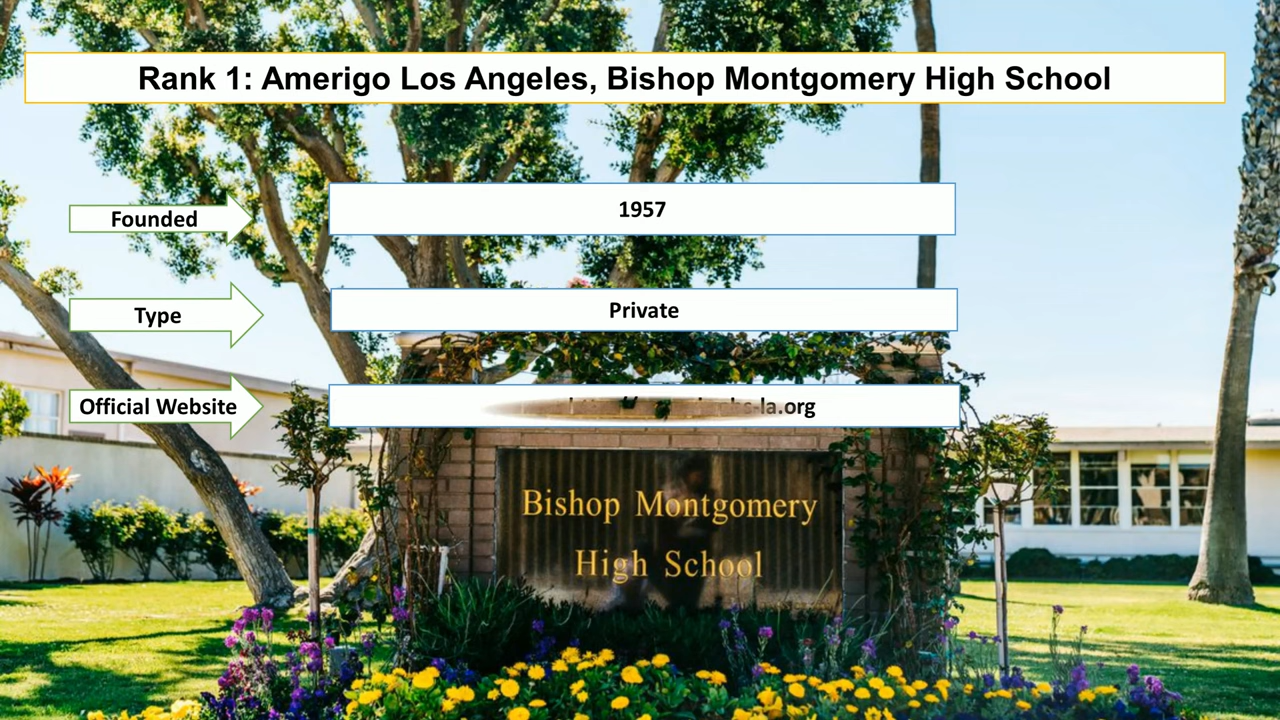 Rank 1: Amerigo Los Angeles, Bishop Montgomery High School
Founded
1957
Type
Private
Official Website
-la.org
Bishop Montgomery
High School